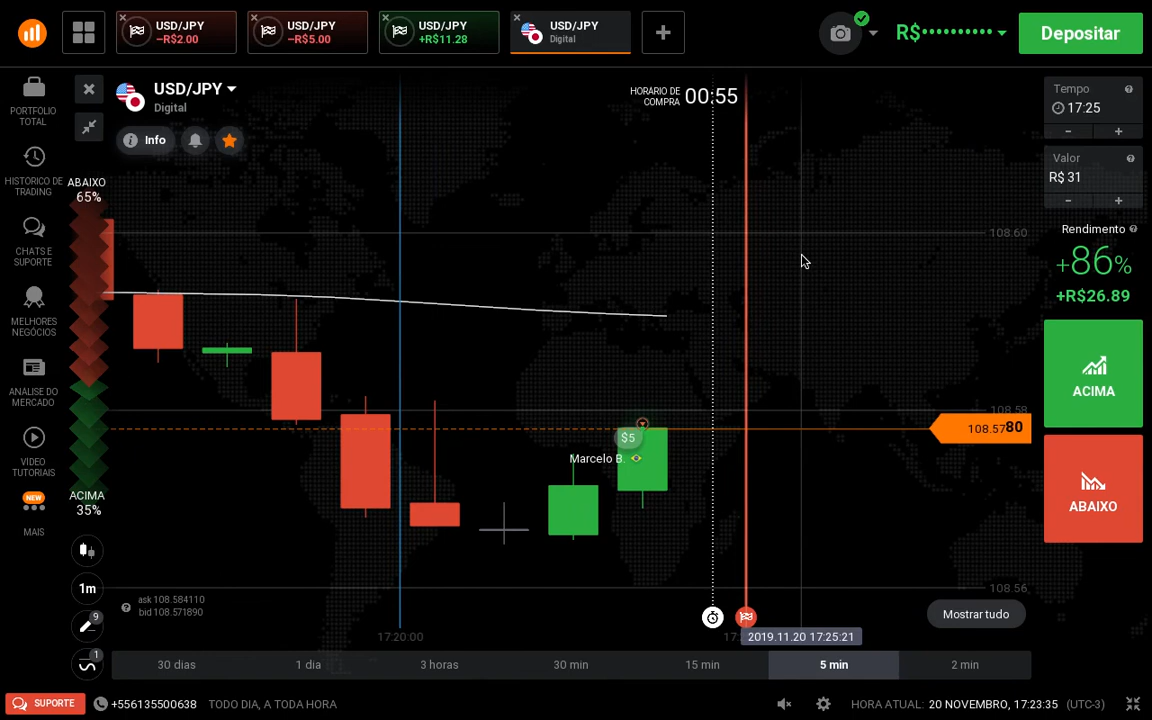 USD/JPY
−R$2.00
USD/JPY
−R$5.00
USD/JPY
+R$11.28
USD/JPY
Digital
R$••••••••••
Depositar
PORTFOLIO
TOTAL
USD/JPY
Digital
Info
HORARIO DE
COMPRA
00:55
Tempo
17:25
Valor
R$ 31
Rendimento
+86%
+R$26.89
ACIMA
ABAIXO
HISTÓRICO DE
TRADING
CHATS E
SUPORTE
MELHORES
NEGÓCIOS
ANÁLISE DO
MERCADO
VÍDEO
TUTORIAIS
NEW
MAIS
ABAIXO
65%
ACIMA
35%
108.60
108.58
108.5780
108.56
$5
Marcelo B.
1m
9
1
ask 108.584110
bid 108.571890
Mostrar tudo
17:20:00
2019.11.20 17:25:21
30 dias
1 dia
3 horas
30 min
15 min
5 min
2 min
SUPORTE
+556135500638
TODO DIA, A TODA HORA
HORA ATUAL: 20 NOVEMBRO, 17:23:35 (UTC-3)